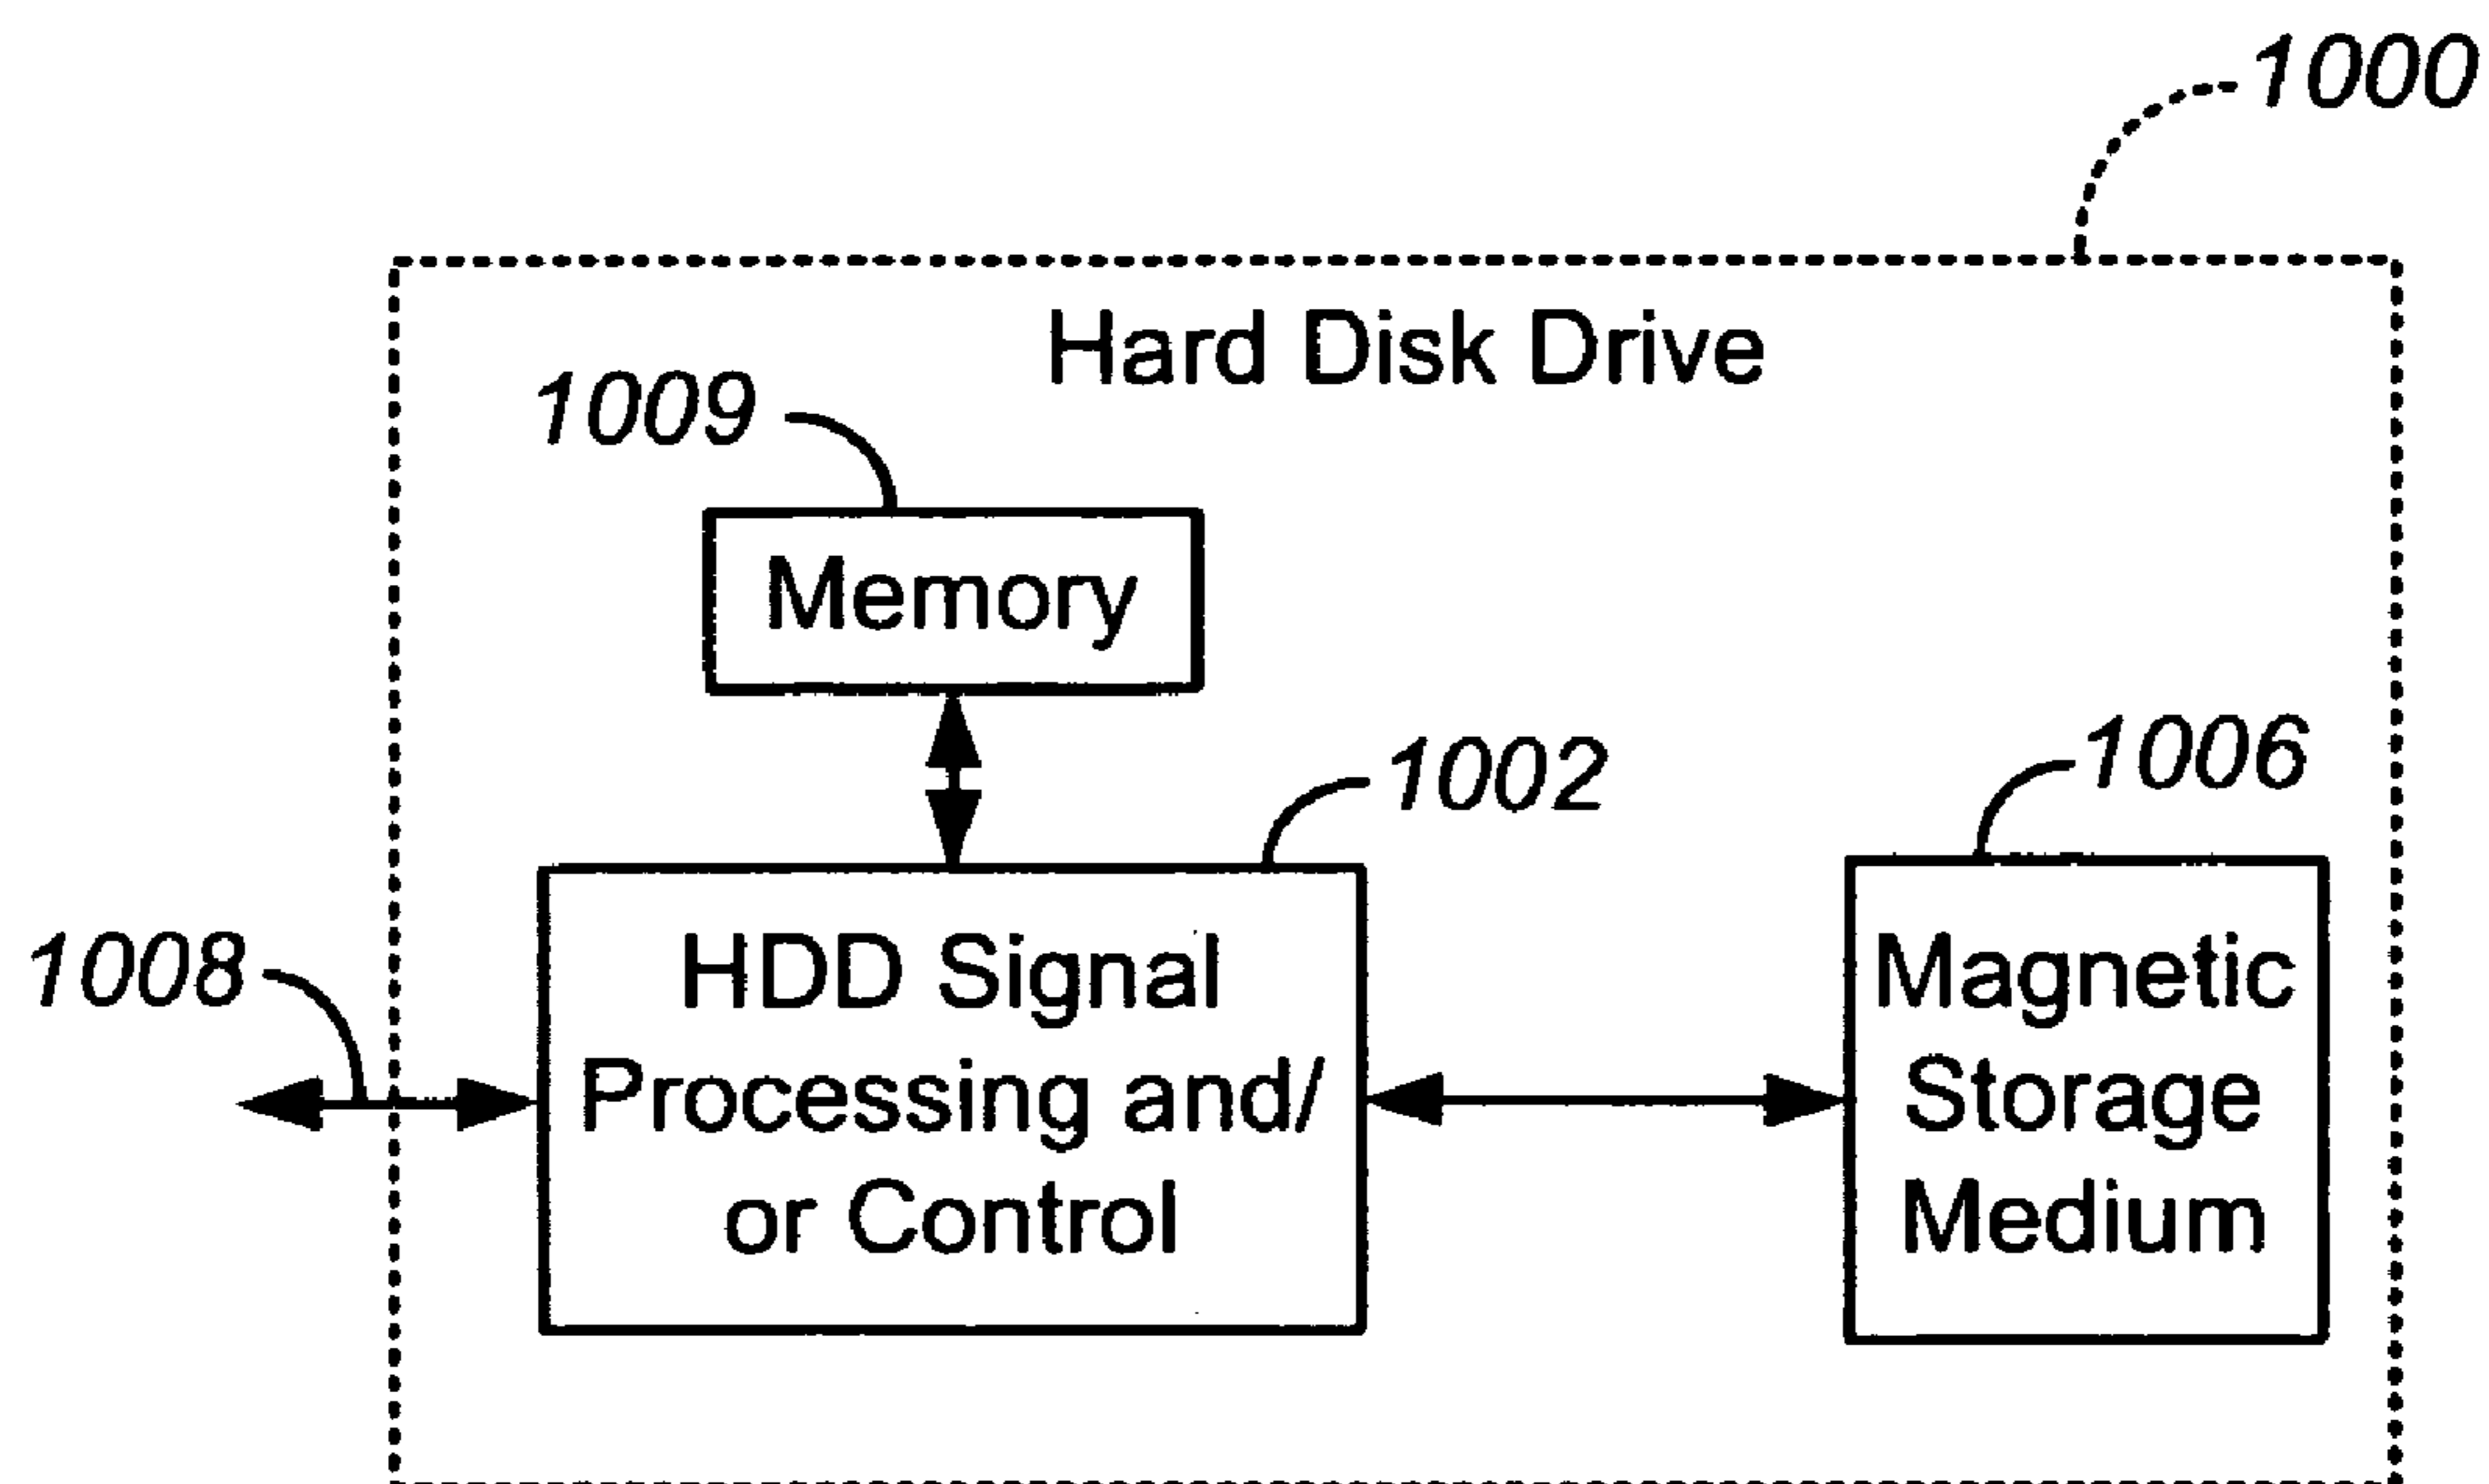 1000
Hard Disk Drive
1009
Memory
1002
1006
1008
HDD Signal
Processing and/
or Control
Magnetic
Storage
Medium